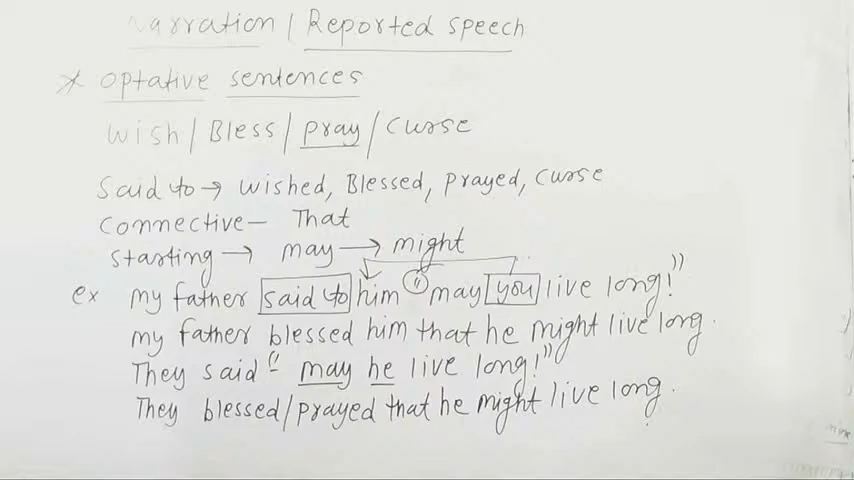 Narration / Reported speech
* optative sentences
Wish / Bless / pray / Curse
Said to → wished, Blessed, prayed, curse
Connective - That
Starting → may → might
ex my father said to him " may you live long!"
my father blessed him that he might live long.
They said " may he live long!"
They blessed/prayed that he might live long.